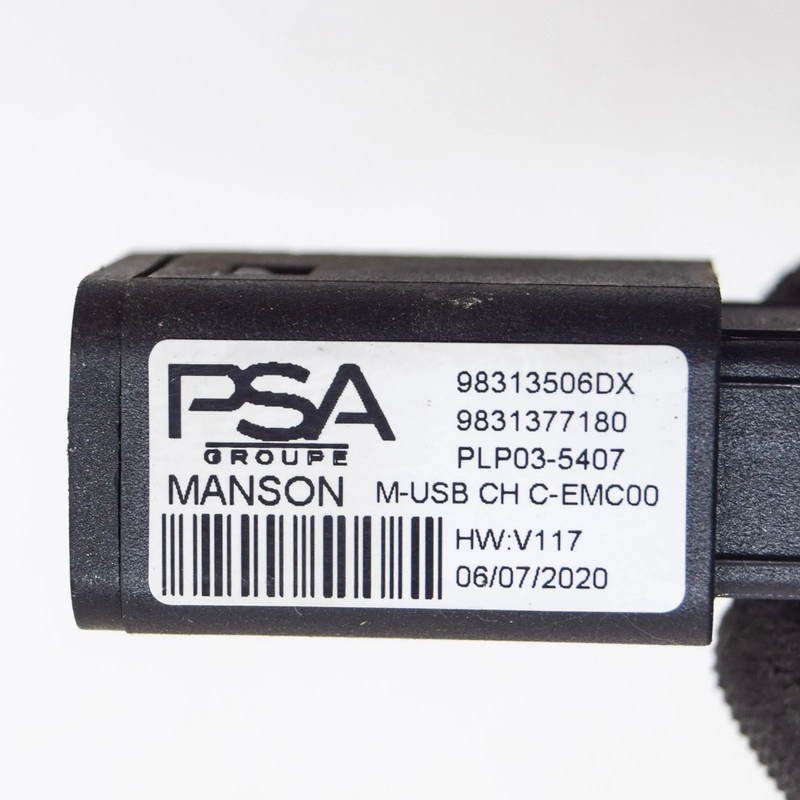 PSA
GROUPE
98313506DX
9831377180
PLP03-5407
MANSON M-USB CH C-EMC00
HW:V117
06/07/2020